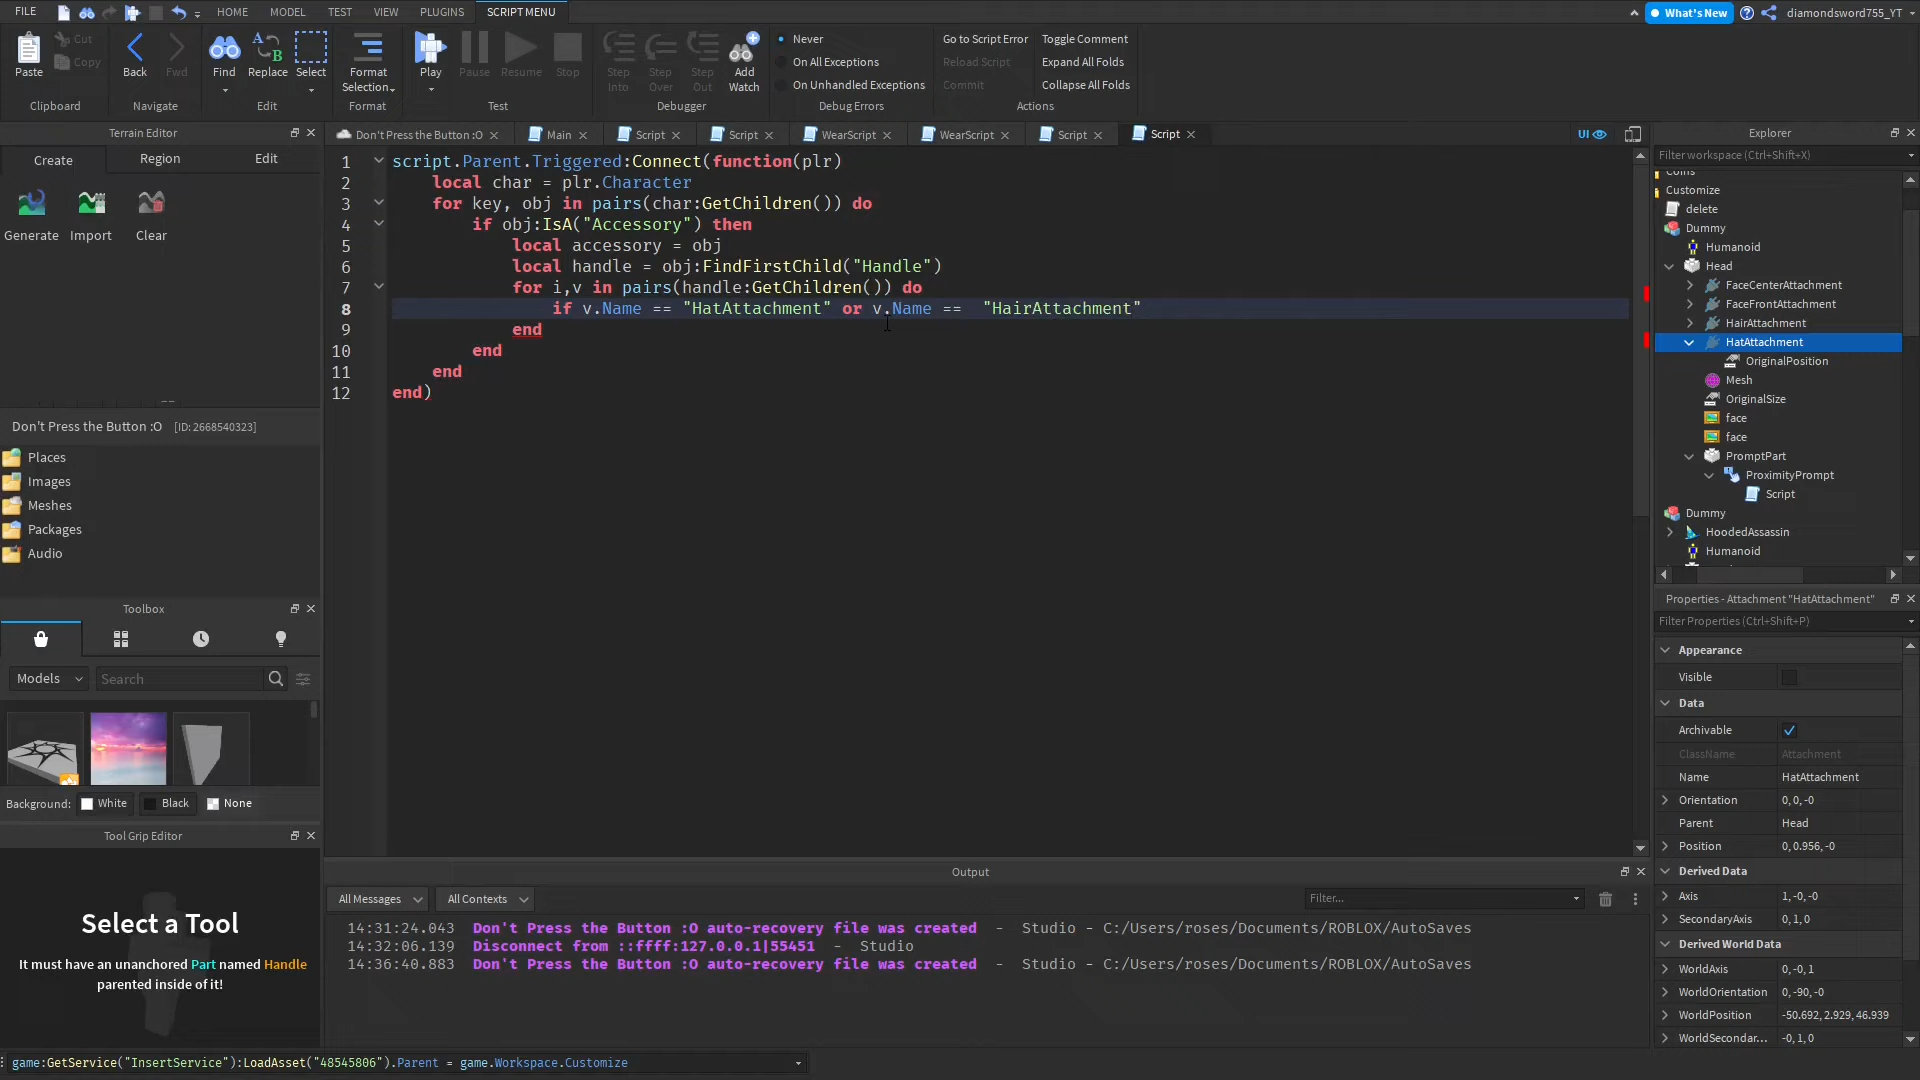 FILE HOME MODEL TEST VIEW PLUGINS SCRIPT MENU What's New diamondsword755_YT
Paste Cut Copy Clipboard
Back Fwd Navigate
Find Replace Select Edit
Format Selection Format
Play Pause Resume Stop Test
Step Into Step Over Step Out Add Watch Debugger
Never
On All Exceptions
On Unhandled Exceptions
Debug Errors
Go to Script Error Toggle Comment
Reload Script Expand All Folds
Commit Collapse All Folds
Actions
Terrain Editor
Create Region Edit
Generate Import Clear
Don't Press the Button :O [ID: 2668540323]
Places
Images
Meshes
Packages
Audio
Toolbox
Models Search
Background: White Black None
Tool Grip Editor
Select a Tool
It must have an unanchored Part named Handle
parented inside of it!
Don't Press the Button :O Main Script Script WearScript WearScript Script Script UI
1 script.Parent.Triggered:Connect(function(plr)
2 local char = plr.Character
3 for key, obj in pairs(char:GetChildren()) do
4 if obj:IsA("Accessory") then
5 local accessory = obj
6 local handle = obj:FindFirstChild("Handle")
7 for i,v in pairs(handle:GetChildren()) do
8 if v.Name == "HatAttachment" or v.Name == "HairAttachment"
9 end
10 end
11 end
12 end)
Output
All Messages All Contexts Filter...
14:31:24.043 Don't Press the Button :O auto-recovery file was created - Studio - C:/Users/roses/Documents/ROBLOX/AutoSaves
14:32:06.139 Disconnect from ::ffff:127.0.0.1|55451 - Studio
14:36:40.883 Don't Press the Button :O auto-recovery file was created - Studio - C:/Users/roses/Documents/ROBLOX/AutoSaves
game:GetService("InsertService"):LoadAsset("48545806").Parent = game.Workspace.Customize
Explorer
Filter workspace (Ctrl+Shift+X)
Coins
Customize
delete
Dummy
Humanoid
Head
FaceCenterAttachment
FaceFrontAttachment
HairAttachment
HatAttachment
OriginalPosition
Mesh
OriginalSize
face
face
PromptPart
ProximityPrompt
Script
Dummy
HoodedAssassin
Humanoid
Properties - Attachment "HatAttachment"
Filter Properties (Ctrl+Shift+P)
Appearance
Visible
Data
Archivable
ClassName Attachment
Name HatAttachment
Orientation 0,0,-0
Parent Head
Position 0,0.956,-0
Derived Data
Axis 1,-0,-0
SecondaryAxis 0,1,0
Derived World Data
WorldAxis 0,-0,1
WorldOrientation 0,-90,-0
WorldPosition -50.692,2.929,46.939
WorldSecondar... -0,1,0